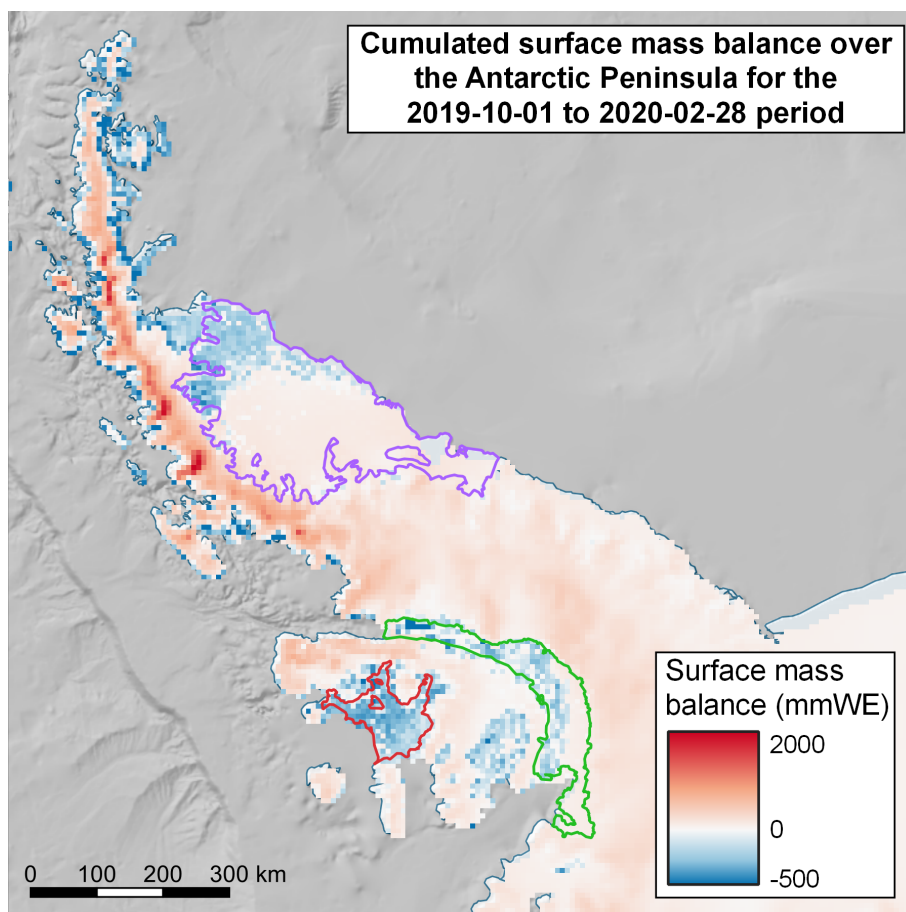 Cumulated surface mass balance over
the Antarctic Peninsula for the
2019-10-01 to 2020-02-28 period
Surface mass
balance (mmWE)
2000
0
-500
0 100 200 300 km